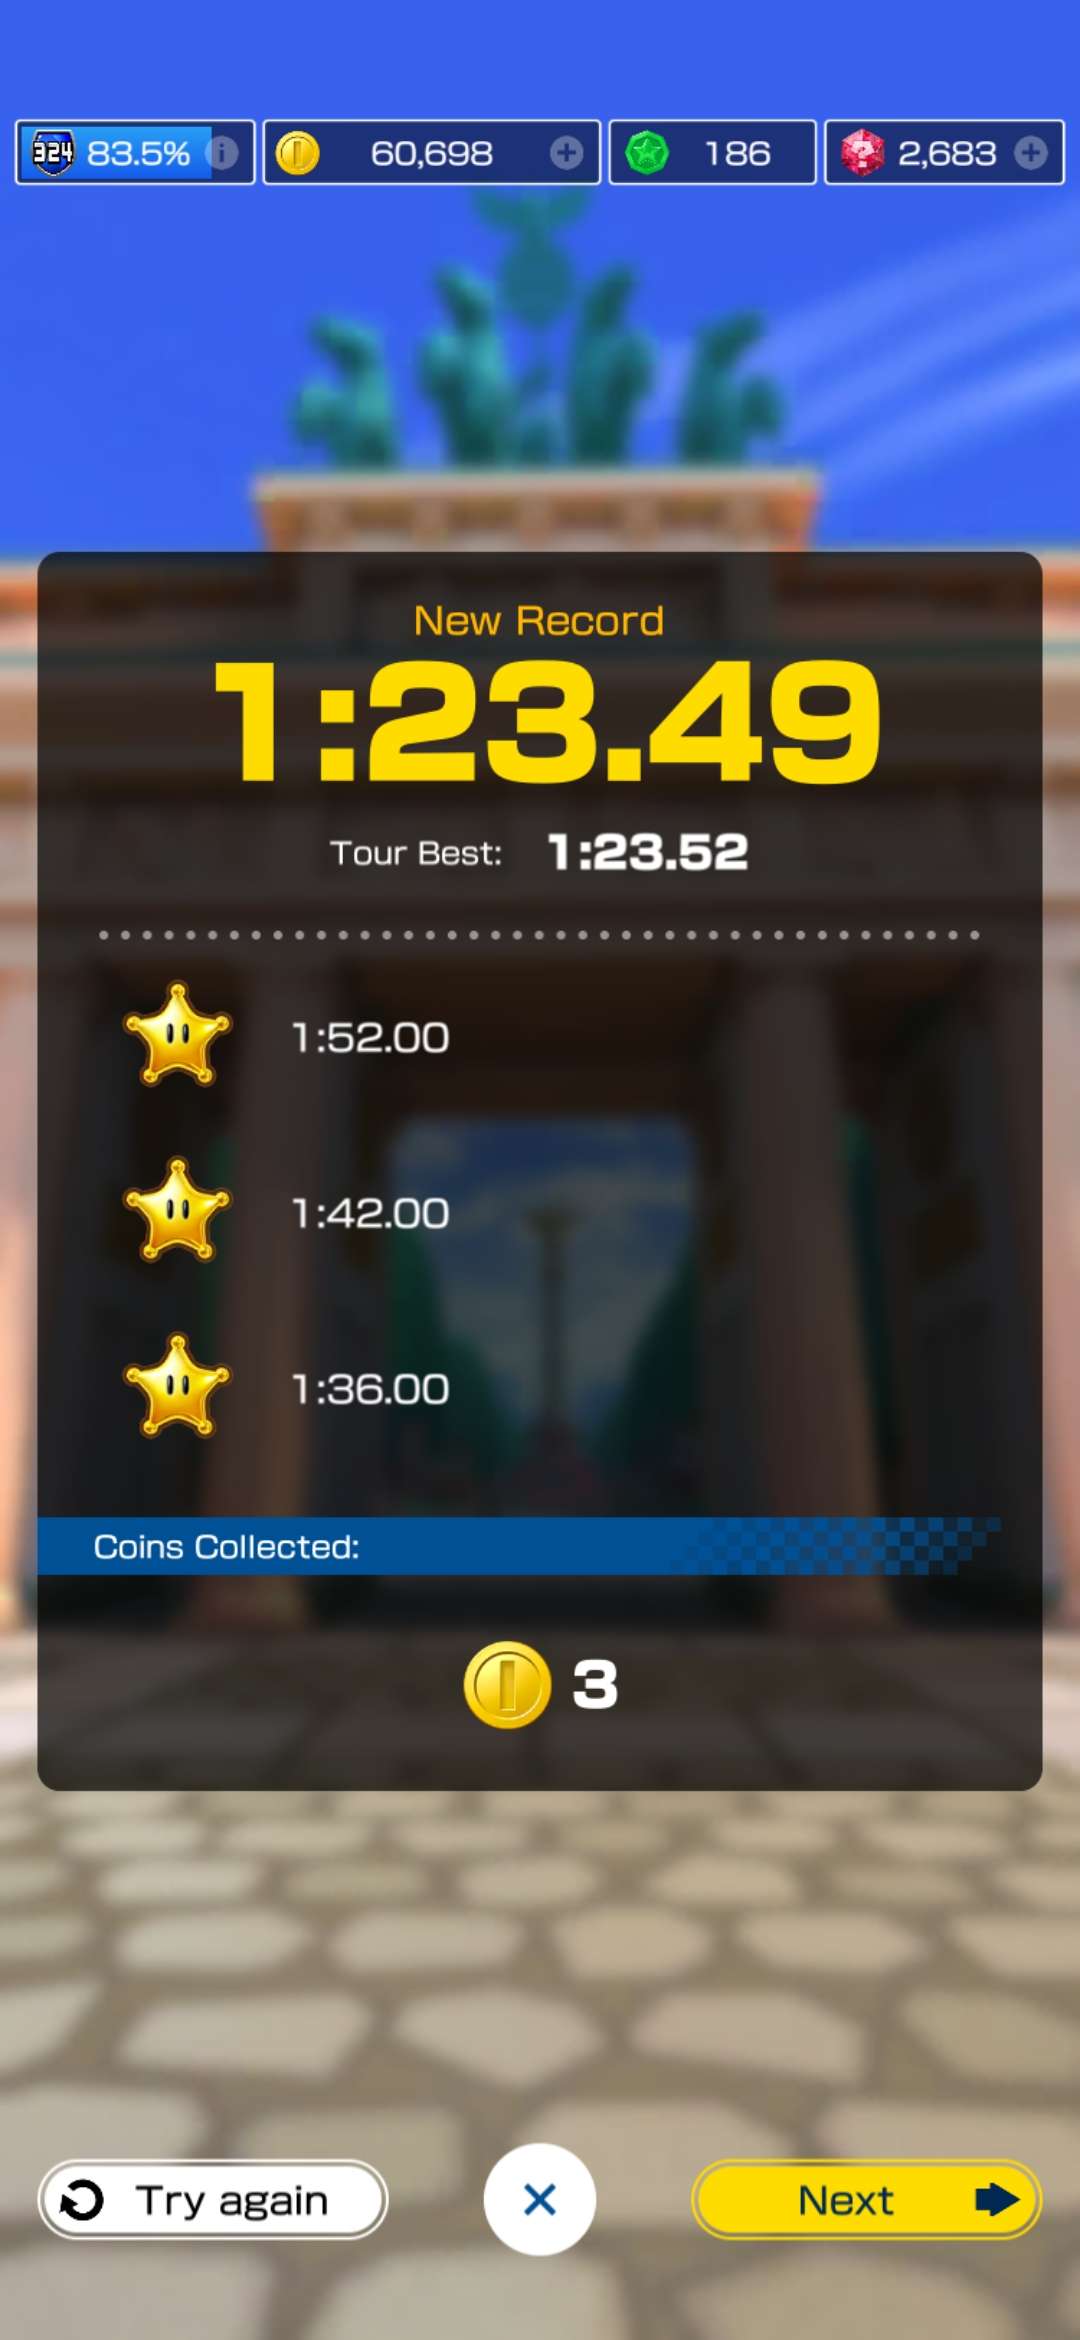 324 83.5% i 60,698 + 186 ? 2,683 +
New Record
1:23.49
Tour Best: 1:23.52
1:52.00
1:42.00
1:36.00
Coins Collected:
3
Try again × Next